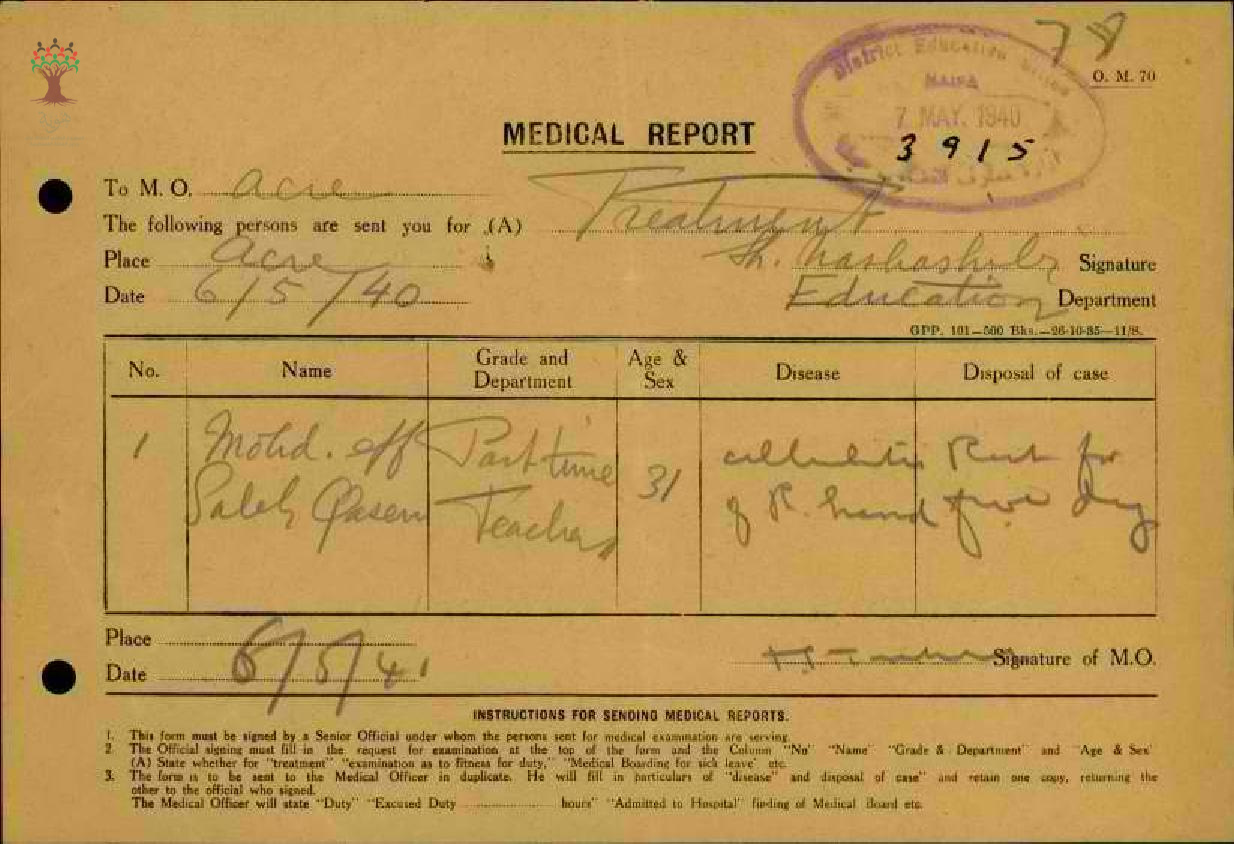 78
O. M. 70
District Education Office
HAIFA
7 MAY. 1940
3915
MEDICAL REPORT
To M. O. Acre
The following persons are sent you for (A) Treatment
Place Acre
Sh. Nashashibi Signature
Date 6/5/40
Education Department
GPP. 101—500 Bks.—26-10-35—11/S.
No. Name Grade and Department Age & Sex Disease Disposal of case
1 Mohd. eff Part time 31 cellulitis Rest for
Saleh Qasem Teacher of R. hand five days
Place
Date 6/5/41
Signature of M.O.
INSTRUCTIONS FOR SENDING MEDICAL REPORTS.
1. This form must be signed by a Senior Official under whom the persons sent for medical examination are serving.
2 The Official signing must fill in the request for examination at the top of the form and the Column "No" "Name" "Grade & Department" and "Age & Sex"
(A) State whether for "treatment" "examination as to fitness for duty," "Medical Boarding for sick leave" etc.
3. The form is to be sent to the Medical Officer in duplicate. He will fill in particulars of "disease" and disposal of case" and retain one copy, returning the
other to the official who signed.
The Medical Officer will state "Duty" "Excused Duty ........ hours" "Admitted to Hospital" finding of Medical Board etc.